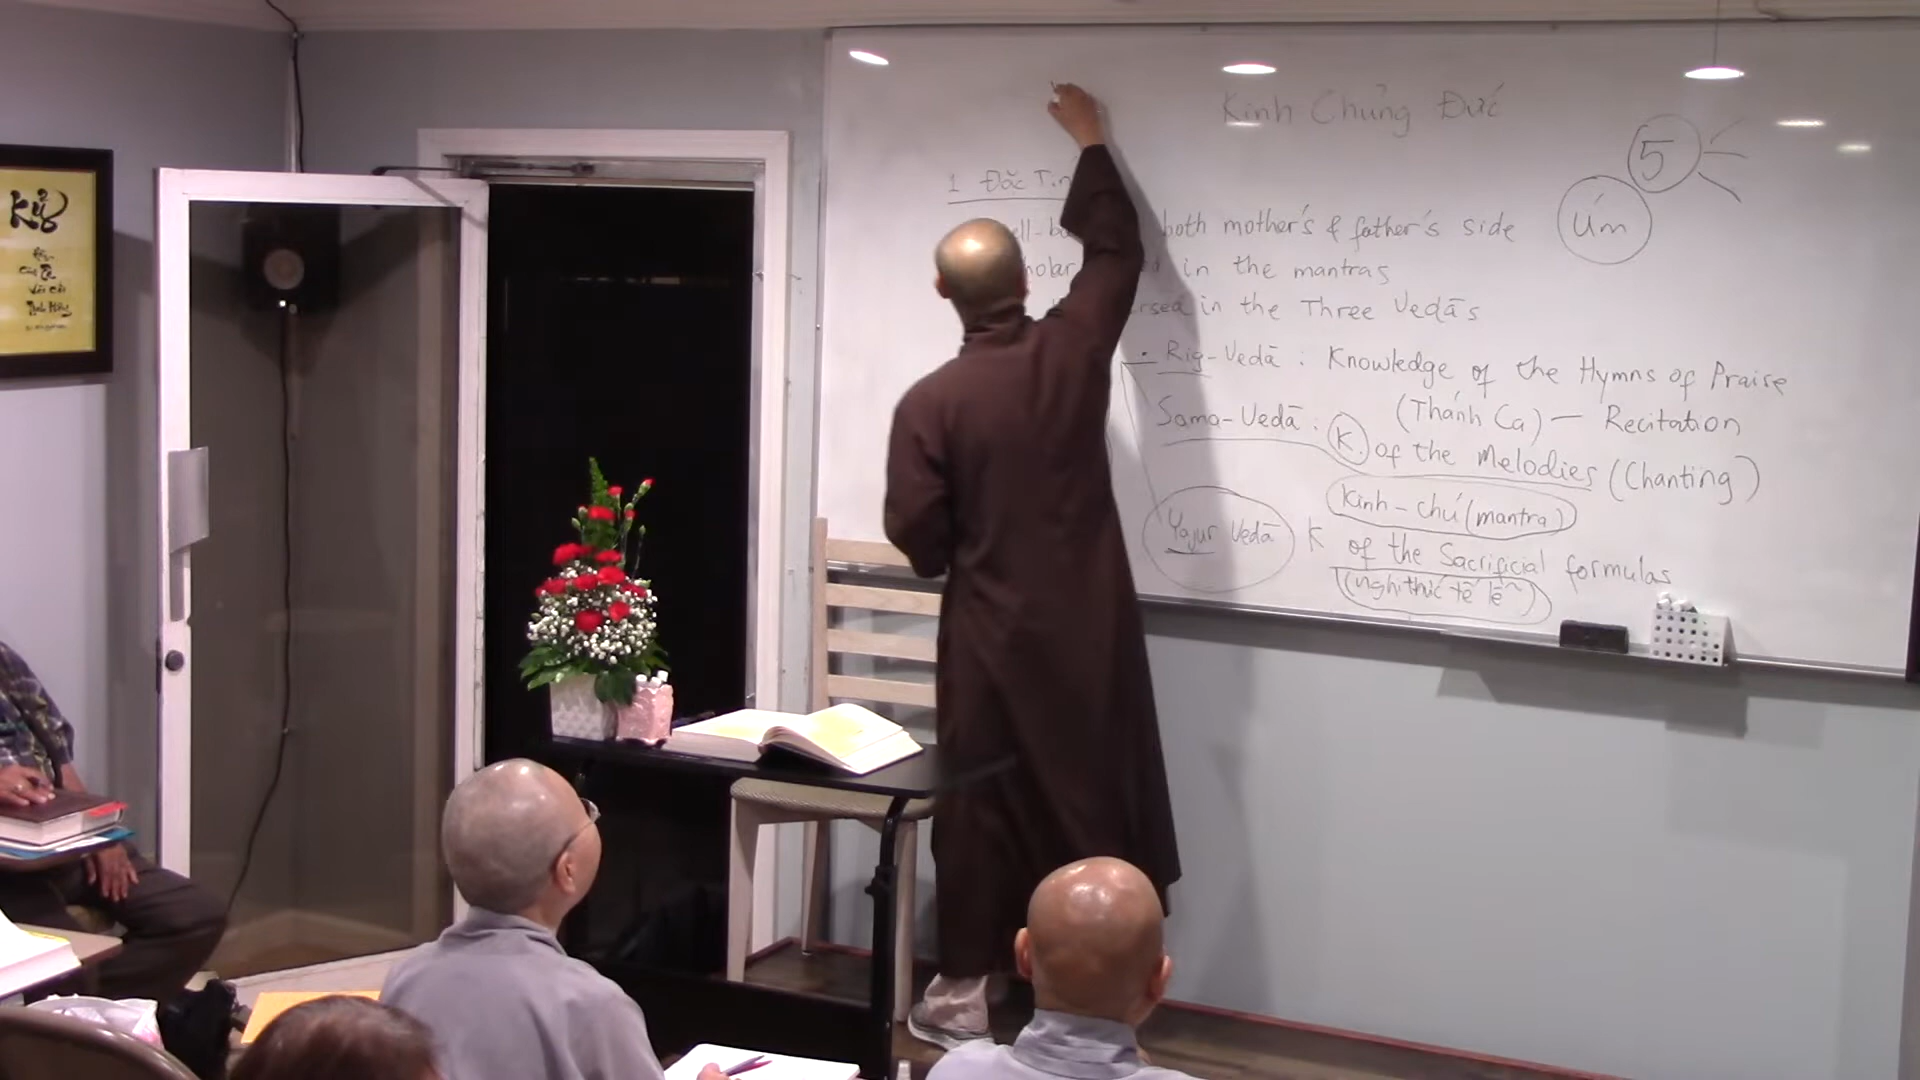 Kỷ
Kinh Chủng Đức
5
Úm
1 Đặc Tín
both mother's & father's side
in the mantras
in the Three Vedās
• Rig-Vedā : Knowledge of the Hymns of Praise
(Thánh Ca) — Recitation
Sama-Vedā : K. of the Melodies (Chanting)
Kinh-chú (mantra)
Yajur Vedā K of the Sacrificial formulas
(nghi thức tế lễ)